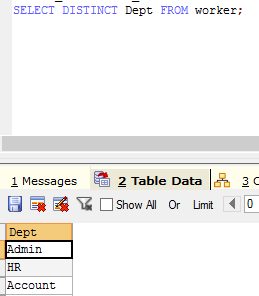 SELECT DISTINCT Dept FROM worker;
1 Messages 2 Table Data 3
Show All Or Limit 0
Dept
Admin
HR
Account